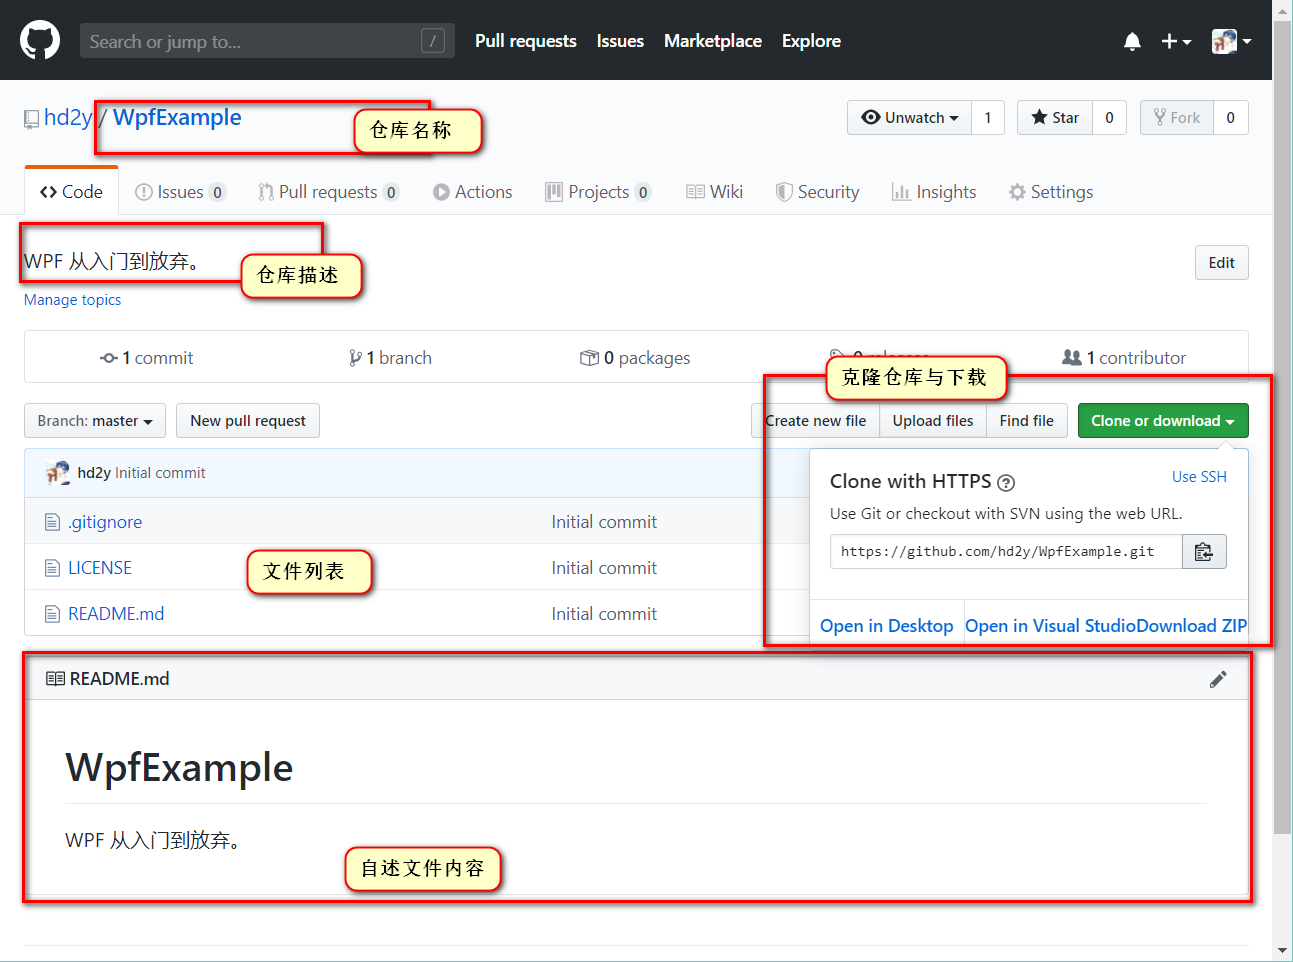 Search or jump to... /
Pull requests Issues Marketplace Explore
hd2y / WpfExample
仓库名称
Unwatch 1 Star 0 Fork 0
Code Issues 0 Pull requests 0 Actions Projects 0 Wiki Security Insights Settings
WPF 从入门到放弃。
仓库描述
Edit
Manage topics
1 commit 1 branch 0 packages 0 releases 1 contributor
克隆仓库与下载
Branch: master New pull request Create new file Upload files Find file Clone or download
hd2y Initial commit
.gitignore Initial commit
LICENSE Initial commit
README.md Initial commit
文件列表
Clone with HTTPS Use SSH
Use Git or checkout with SVN using the web URL.
https://github.com/hd2y/WpfExample.git
Open in Desktop Open in Visual Studio Download ZIP
README.md
WpfExample
WPF 从入门到放弃。
自述文件内容